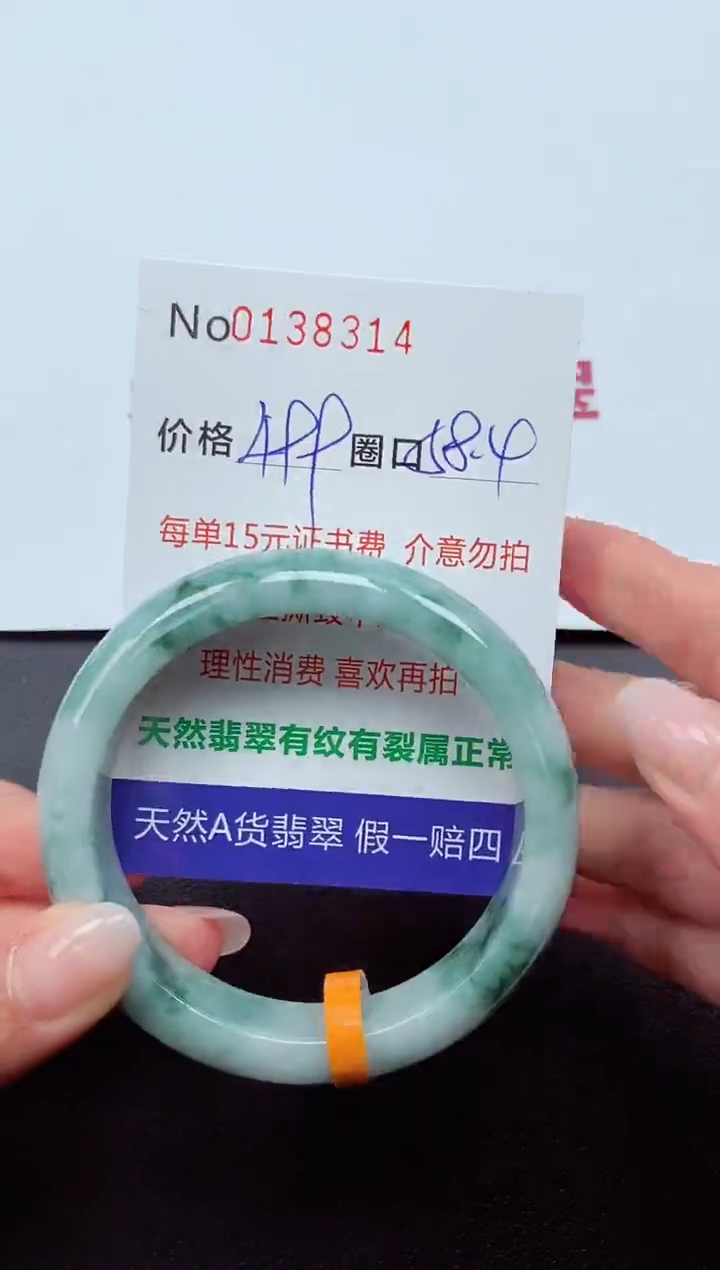 No0138314
价格 圈口 58.4
每单15元证书费 介意勿拍
理性消费 喜欢再拍
天然翡翠有纹有裂属正常
天然A货翡翠 假一赔四